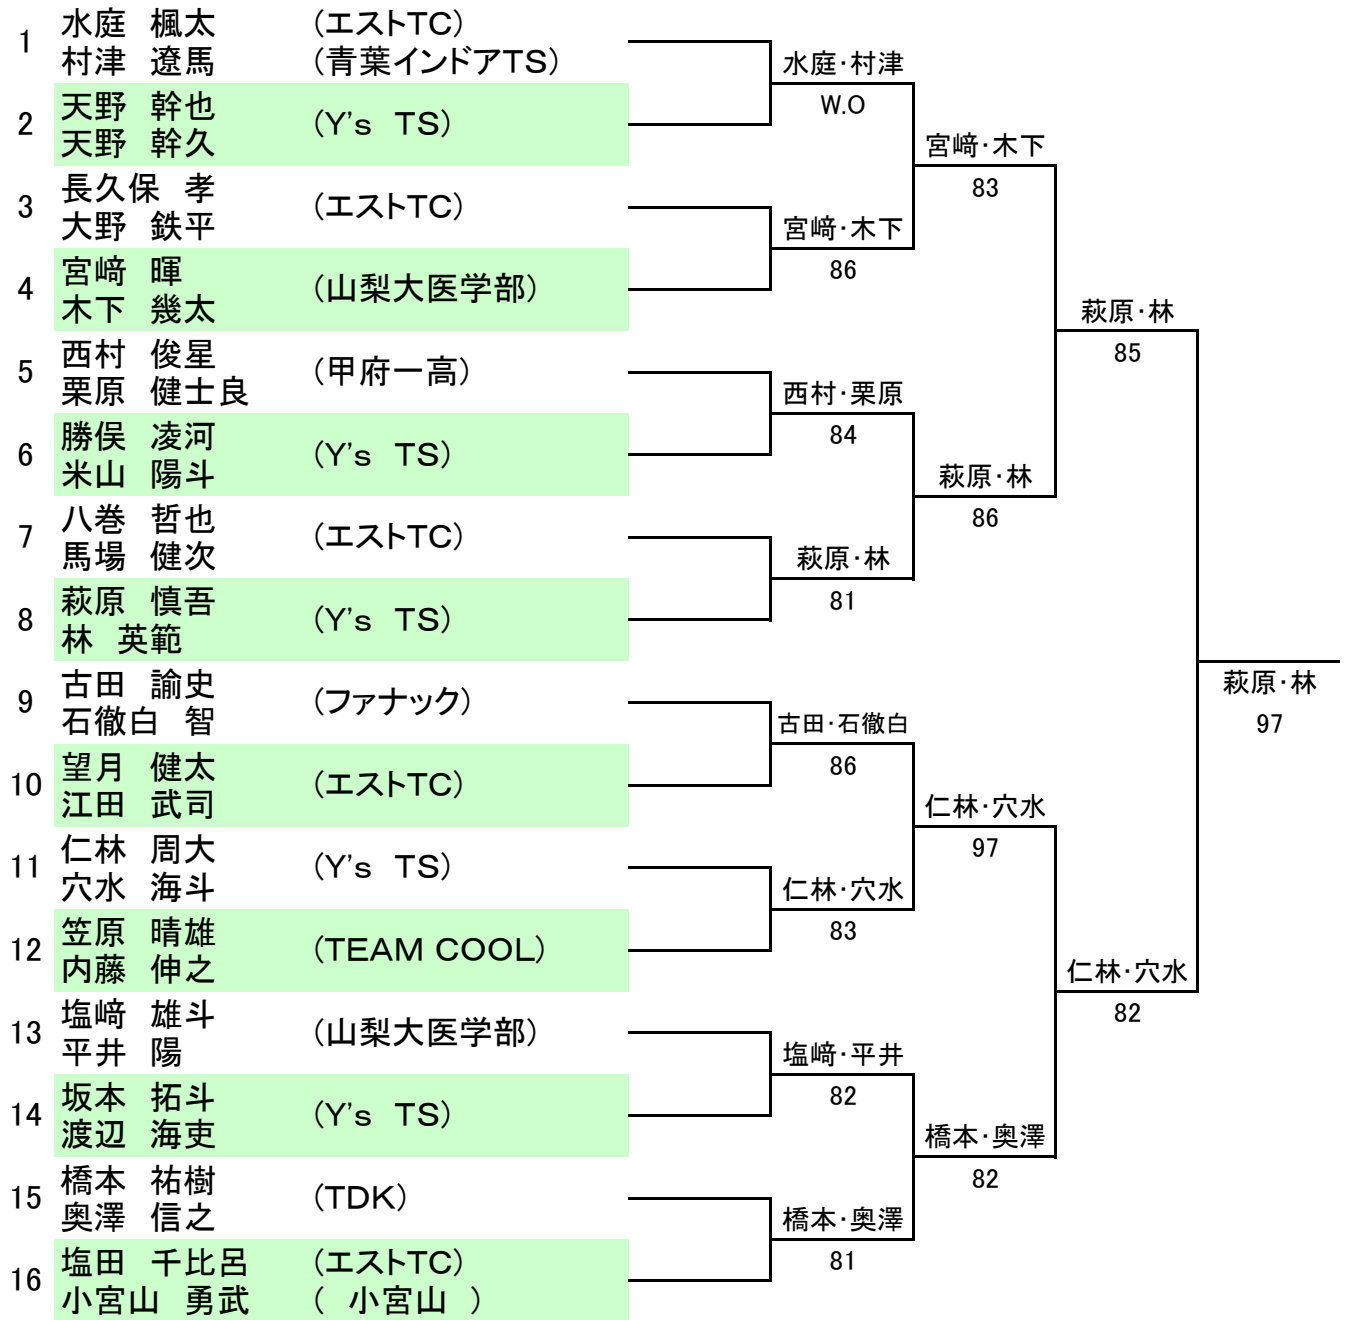 1
水庭 楓太 (エストTC)
村津 遼馬 (青葉インドアTS)
2
天野 幹也
天野 幹久
(Y's TS)
3
長久保 孝
大野 鉄平
(エストTC)
4
宮﨑 暉
木下 幾太
(山梨大医学部)
5
西村 俊星
栗原 健士良
(甲府一高)
6
勝俣 凌河
米山 陽斗
(Y's TS)
7
八巻 哲也
馬場 健次
(エストTC)
8
萩原 慎吾
林 英範
(Y's TS)
9
古田 諭史
石徹白 智
(ファナック)
10
望月 健太
江田 武司
(エストTC)
11
仁林 周大
穴水 海斗
(Y's TS)
12
笠原 晴雄
内藤 伸之
(TEAM COOL)
13
塩﨑 雄斗
平井 陽
(山梨大医学部)
14
坂本 拓斗
渡辺 海吏
(Y's TS)
15
橋本 祐樹
奥澤 信之
(TDK)
16
塩田 千比呂 (エストTC)
小宮山 勇武 ( 小宮山 )
水庭・村津
W.O
宮﨑・木下
86
西村・栗原
84
萩原・林
81
古田・石徹白
86
仁林・穴水
83
塩﨑・平井
82
橋本・奥澤
81
宮﨑・木下
83
萩原・林
86
仁林・穴水
97
橋本・奥澤
82
萩原・林
85
仁林・穴水
82
萩原・林
97